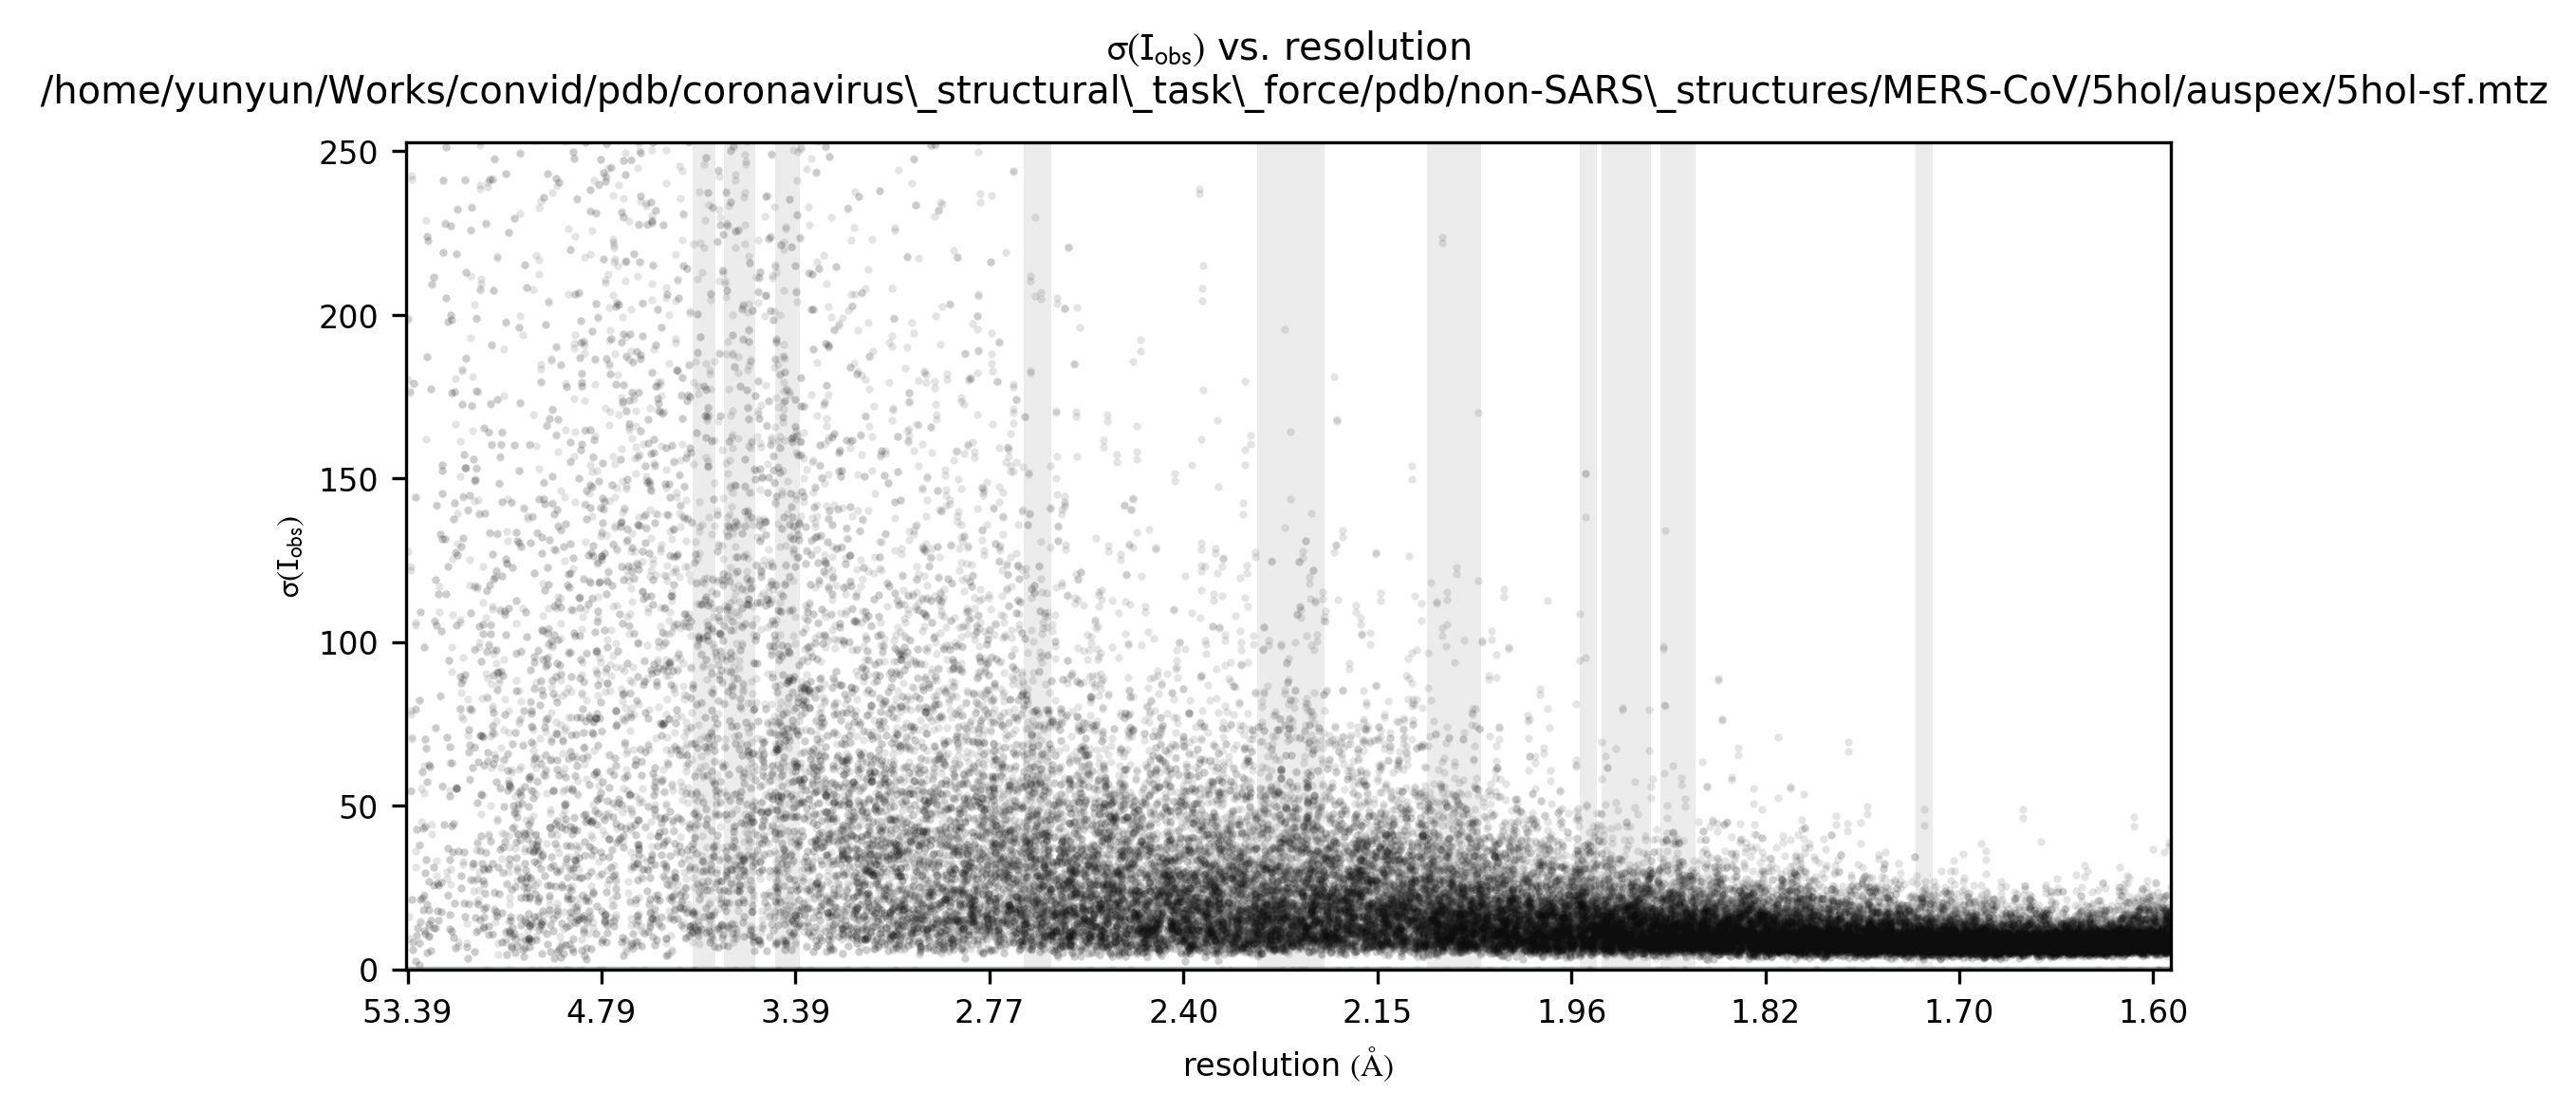 σ(Iobs) vs. resolution
/home/yunyun/Works/convid/pdb/coronavirus\_structural\_task\_force/pdb/non-SARS\_structures/MERS-CoV/5hol/auspex/5hol-sf.mtz
250
200
150
100
50
0
σ(Iobs)
53.39 4.79 3.39 2.77 2.40 2.15 1.96 1.82 1.70 1.60
resolution (Å)